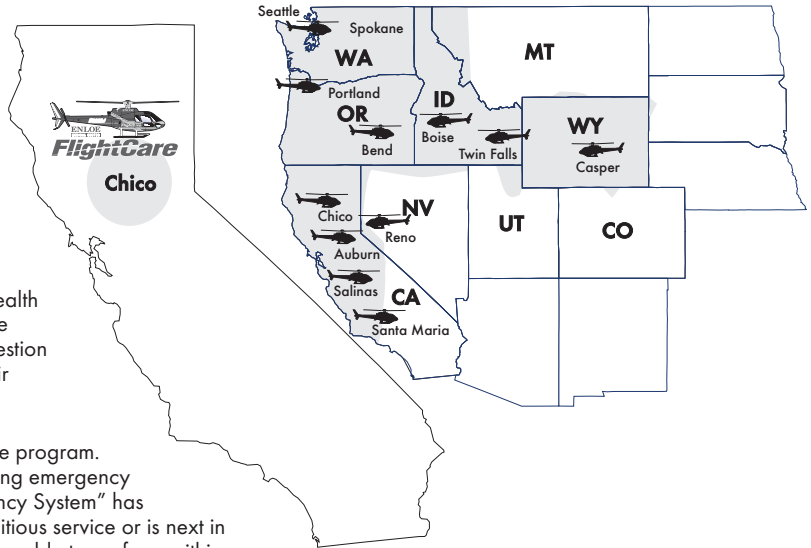 ENLOE
FlightCare
Chico
Seattle
Spokane
WA
MT
Portland
OR
ID
Boise
Bend
Twin Falls
WY
Casper
Chico
NV
Reno
Auburn
UT
CO
Salinas
CA
Santa Maria
ealth
e
estion
ir
e program.
ng emergency
ncy System” has
itious service or is next in